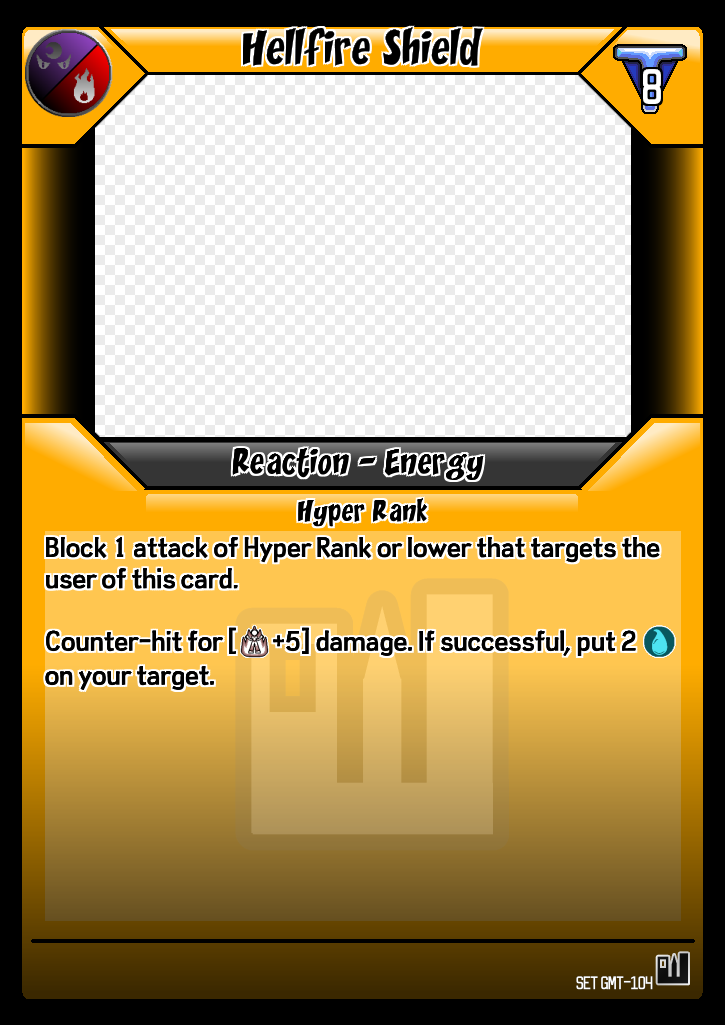 Hellfire Shield
8
Reaction - Energy
Hyper Rank
Block 1 attack of Hyper Rank or lower that targets the
user of this card.
Counter-hit for [ +5] damage. If successful, put 2
on your target.
SET GMT-104